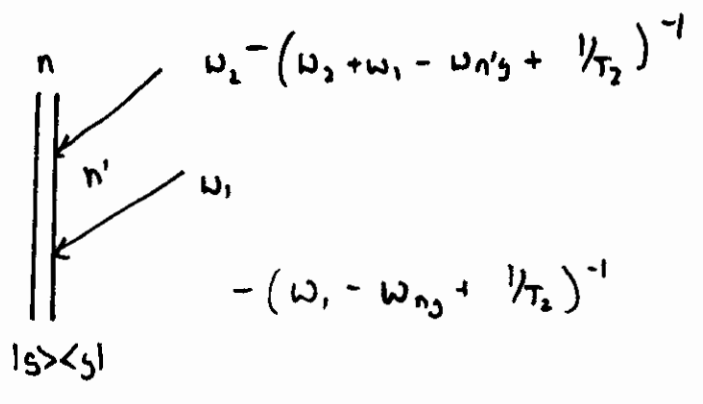 n ω₂ -(ω₂ + ω₁ - ωn'g + 1/T₂)⁻¹
n' ω₁
-(ω₁ - ωng + 1/T₂)⁻¹
|g><g|